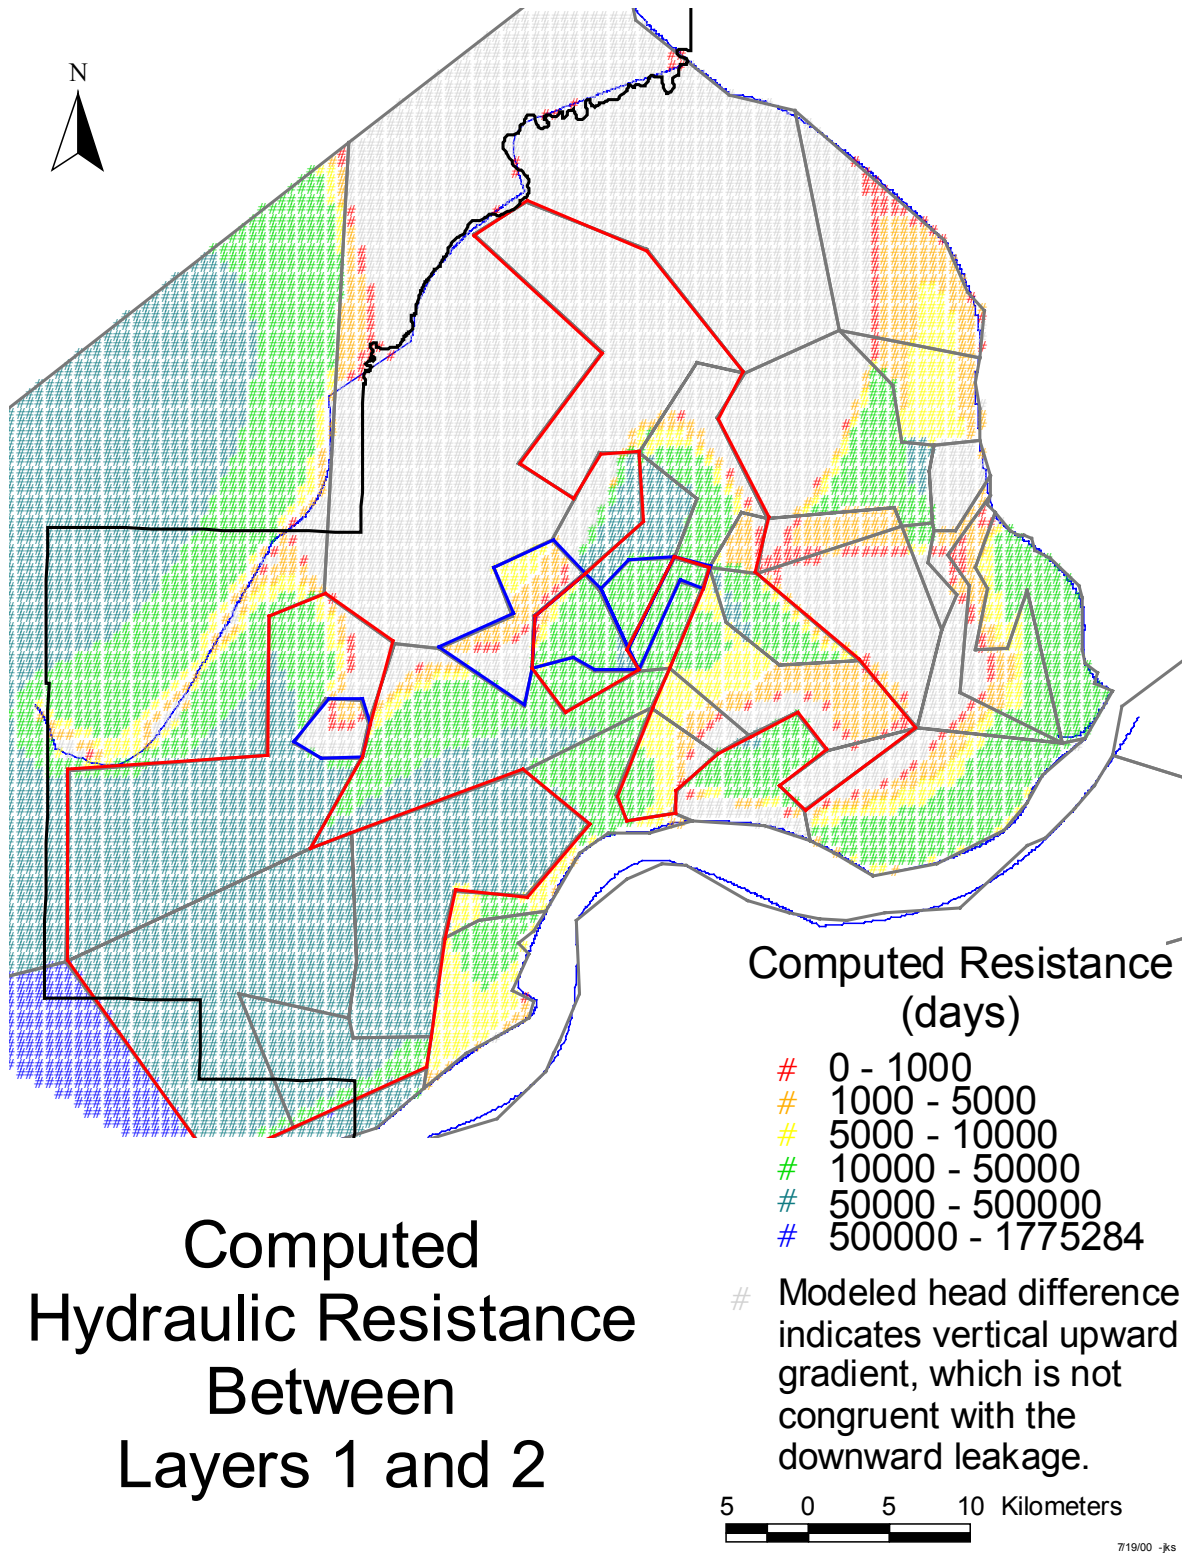 N
Computed Resistance
(days)
# 0 - 1000
# 1000 - 5000
# 5000 - 10000
# 10000 - 50000
# 50000 - 500000
# 500000 - 1775284
# Modeled head difference
indicates vertical upward
gradient, which is not
congruent with the
downward leakage.
Computed
Hydraulic Resistance
Between
Layers 1 and 2
5 0 5 10 Kilometers
7/19/00 -jks